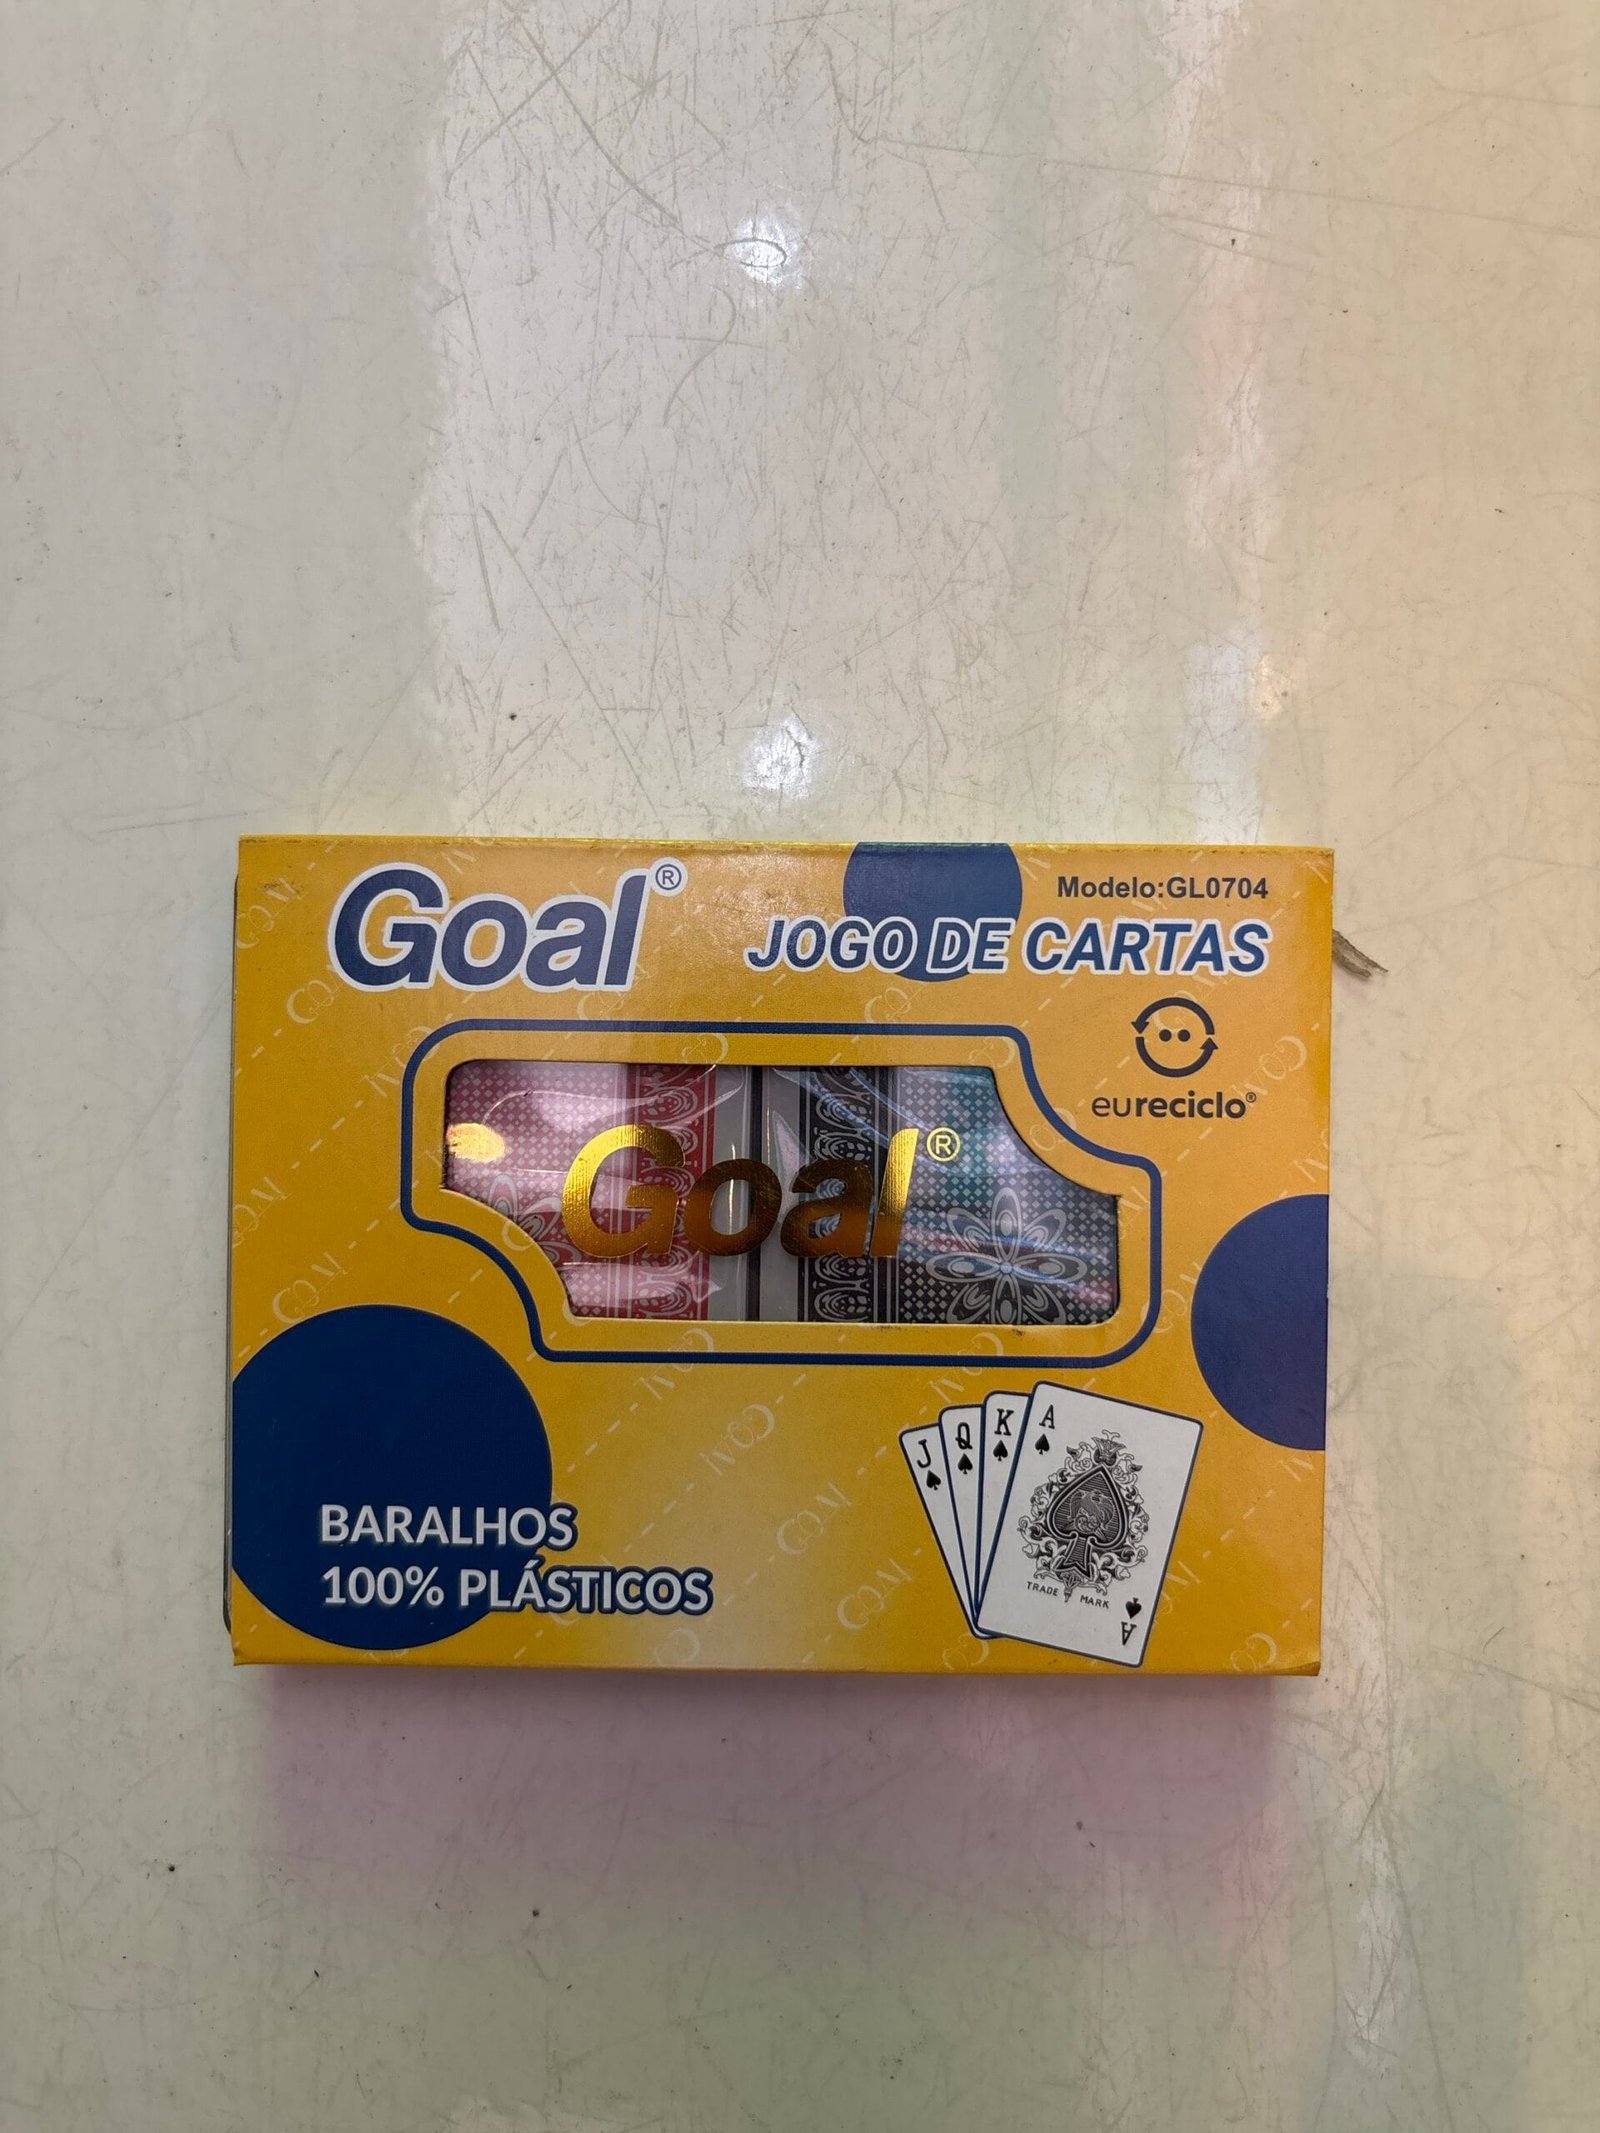 Goal®
Modelo:GL0704
JOGO DE CARTAS
eureciclo®
Goal®
BARALHOS
100% PLÁSTICOS
J
Q
K
A
TRADE MARK
A